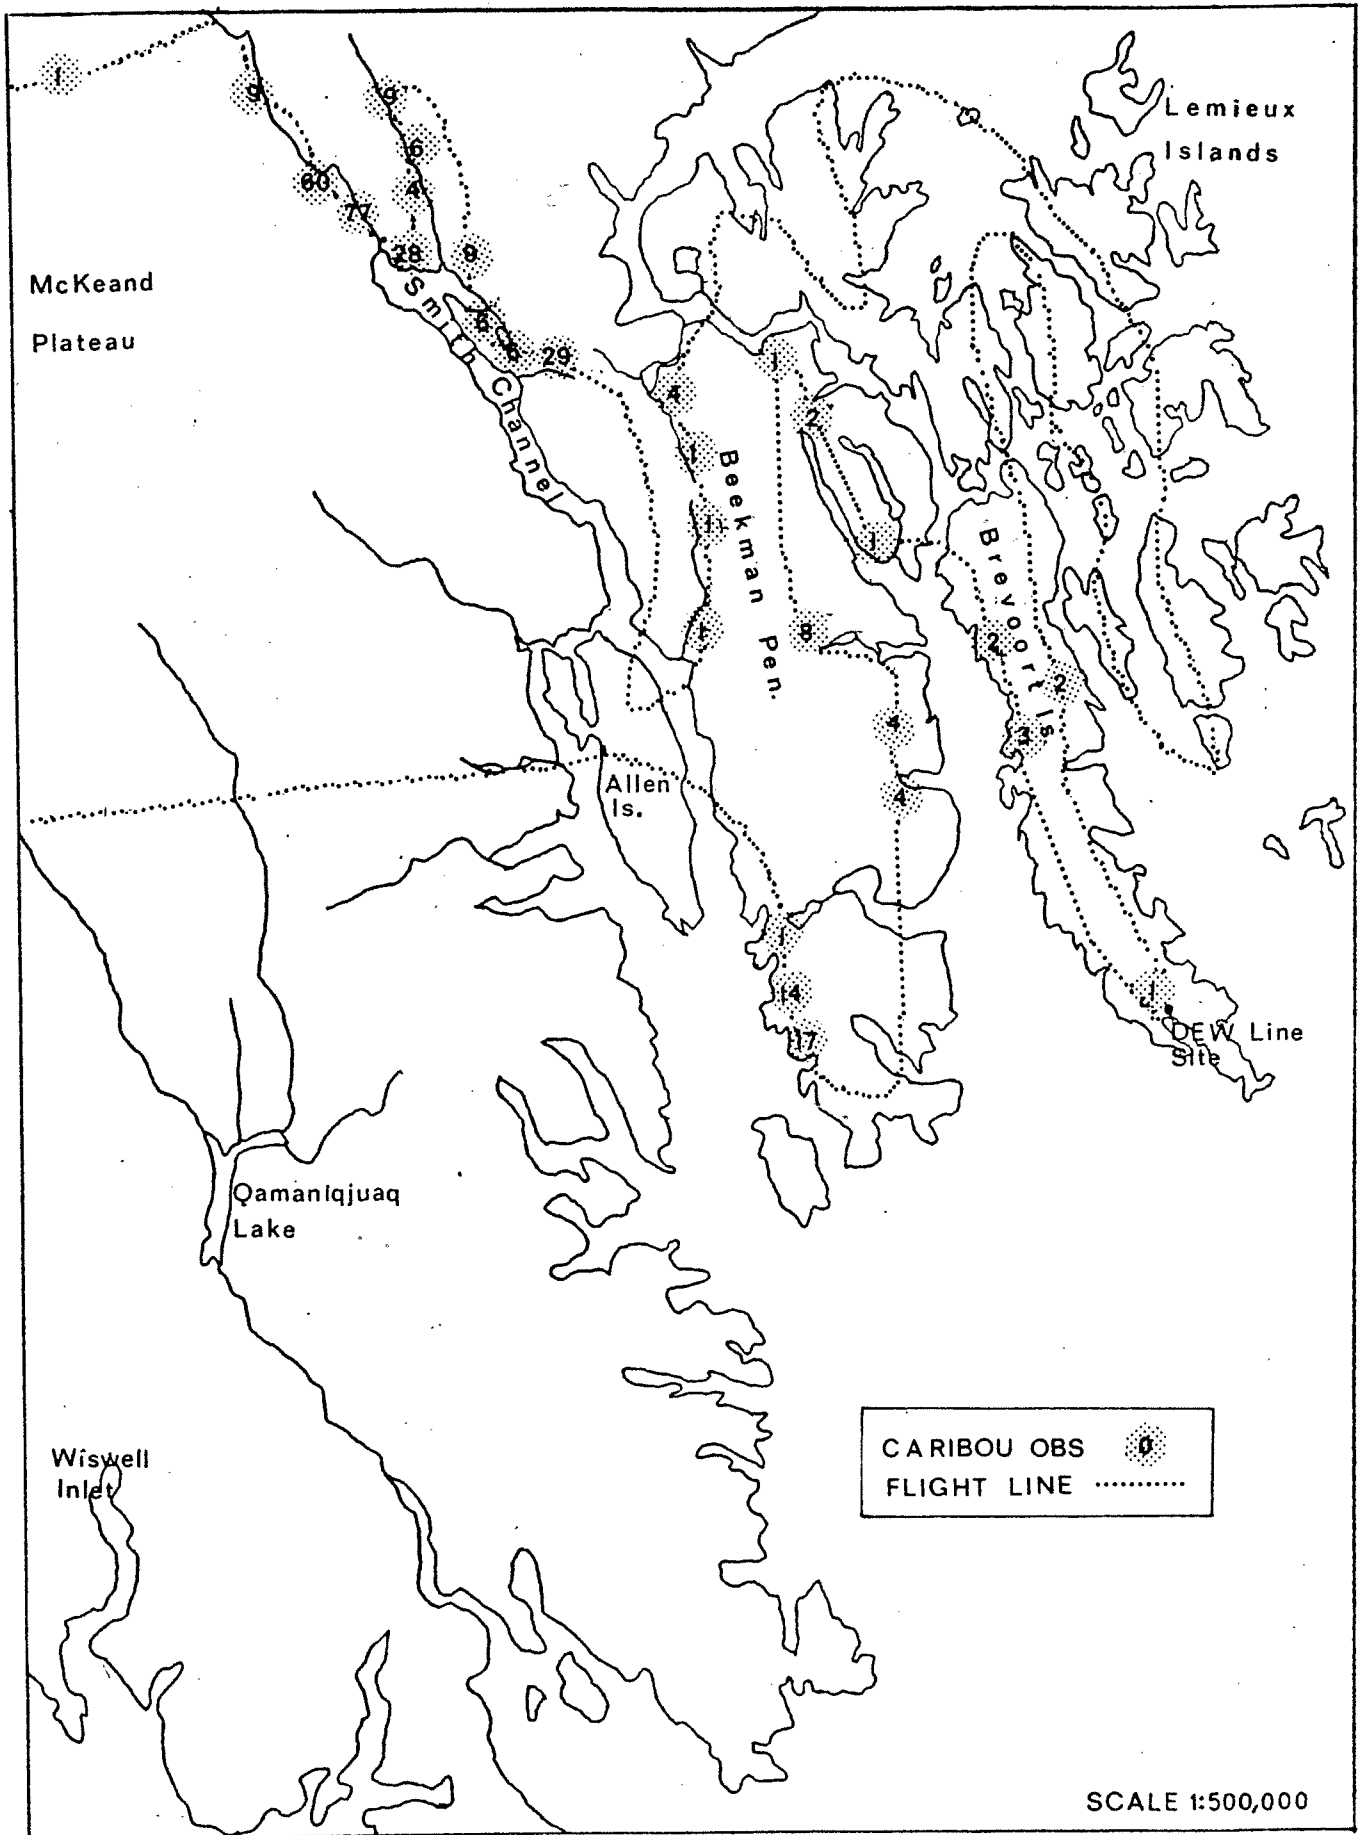 1
9
9
6
60
4
77
28
9
Lemieux
Islands
McKeand
Plateau
Smith Channel
6
6
29
1
4
2
1
1
1
1
8
Beekman Pen.
Brevoort Is
2
2
3
4
4
Allen
Is.
1
14
17
1
DEW Line
Site
Qamaniqjuaq
Lake
Wiswell
Inlet
CARIBOU OBS 0
FLIGHT LINE
SCALE 1:500,000